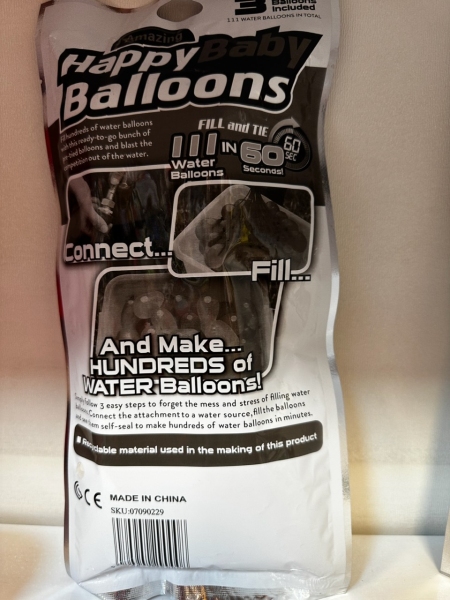 3 Balloons
Included
111 WATER BALLOONS IN TOTAL
Amazing
Happy Baby
Balloons
hundreds of water balloons
with this ready-to-go bunch of
balloons and blast the
out of the water.
FILL and TIE
111 IN 60
60 SEC
Water
Balloons
Seconds!
Connect...
Fill...
And Make...
HUNDREDS of
WATER Balloons!
follow 3 easy steps to forget the mess and stress of filling water
Connect the attachment to a water source, fill the balloons
them self-seal to make hundreds of water balloons in minutes.
material used in the making of this product
CE
MADE IN CHINA
SKU:07090229